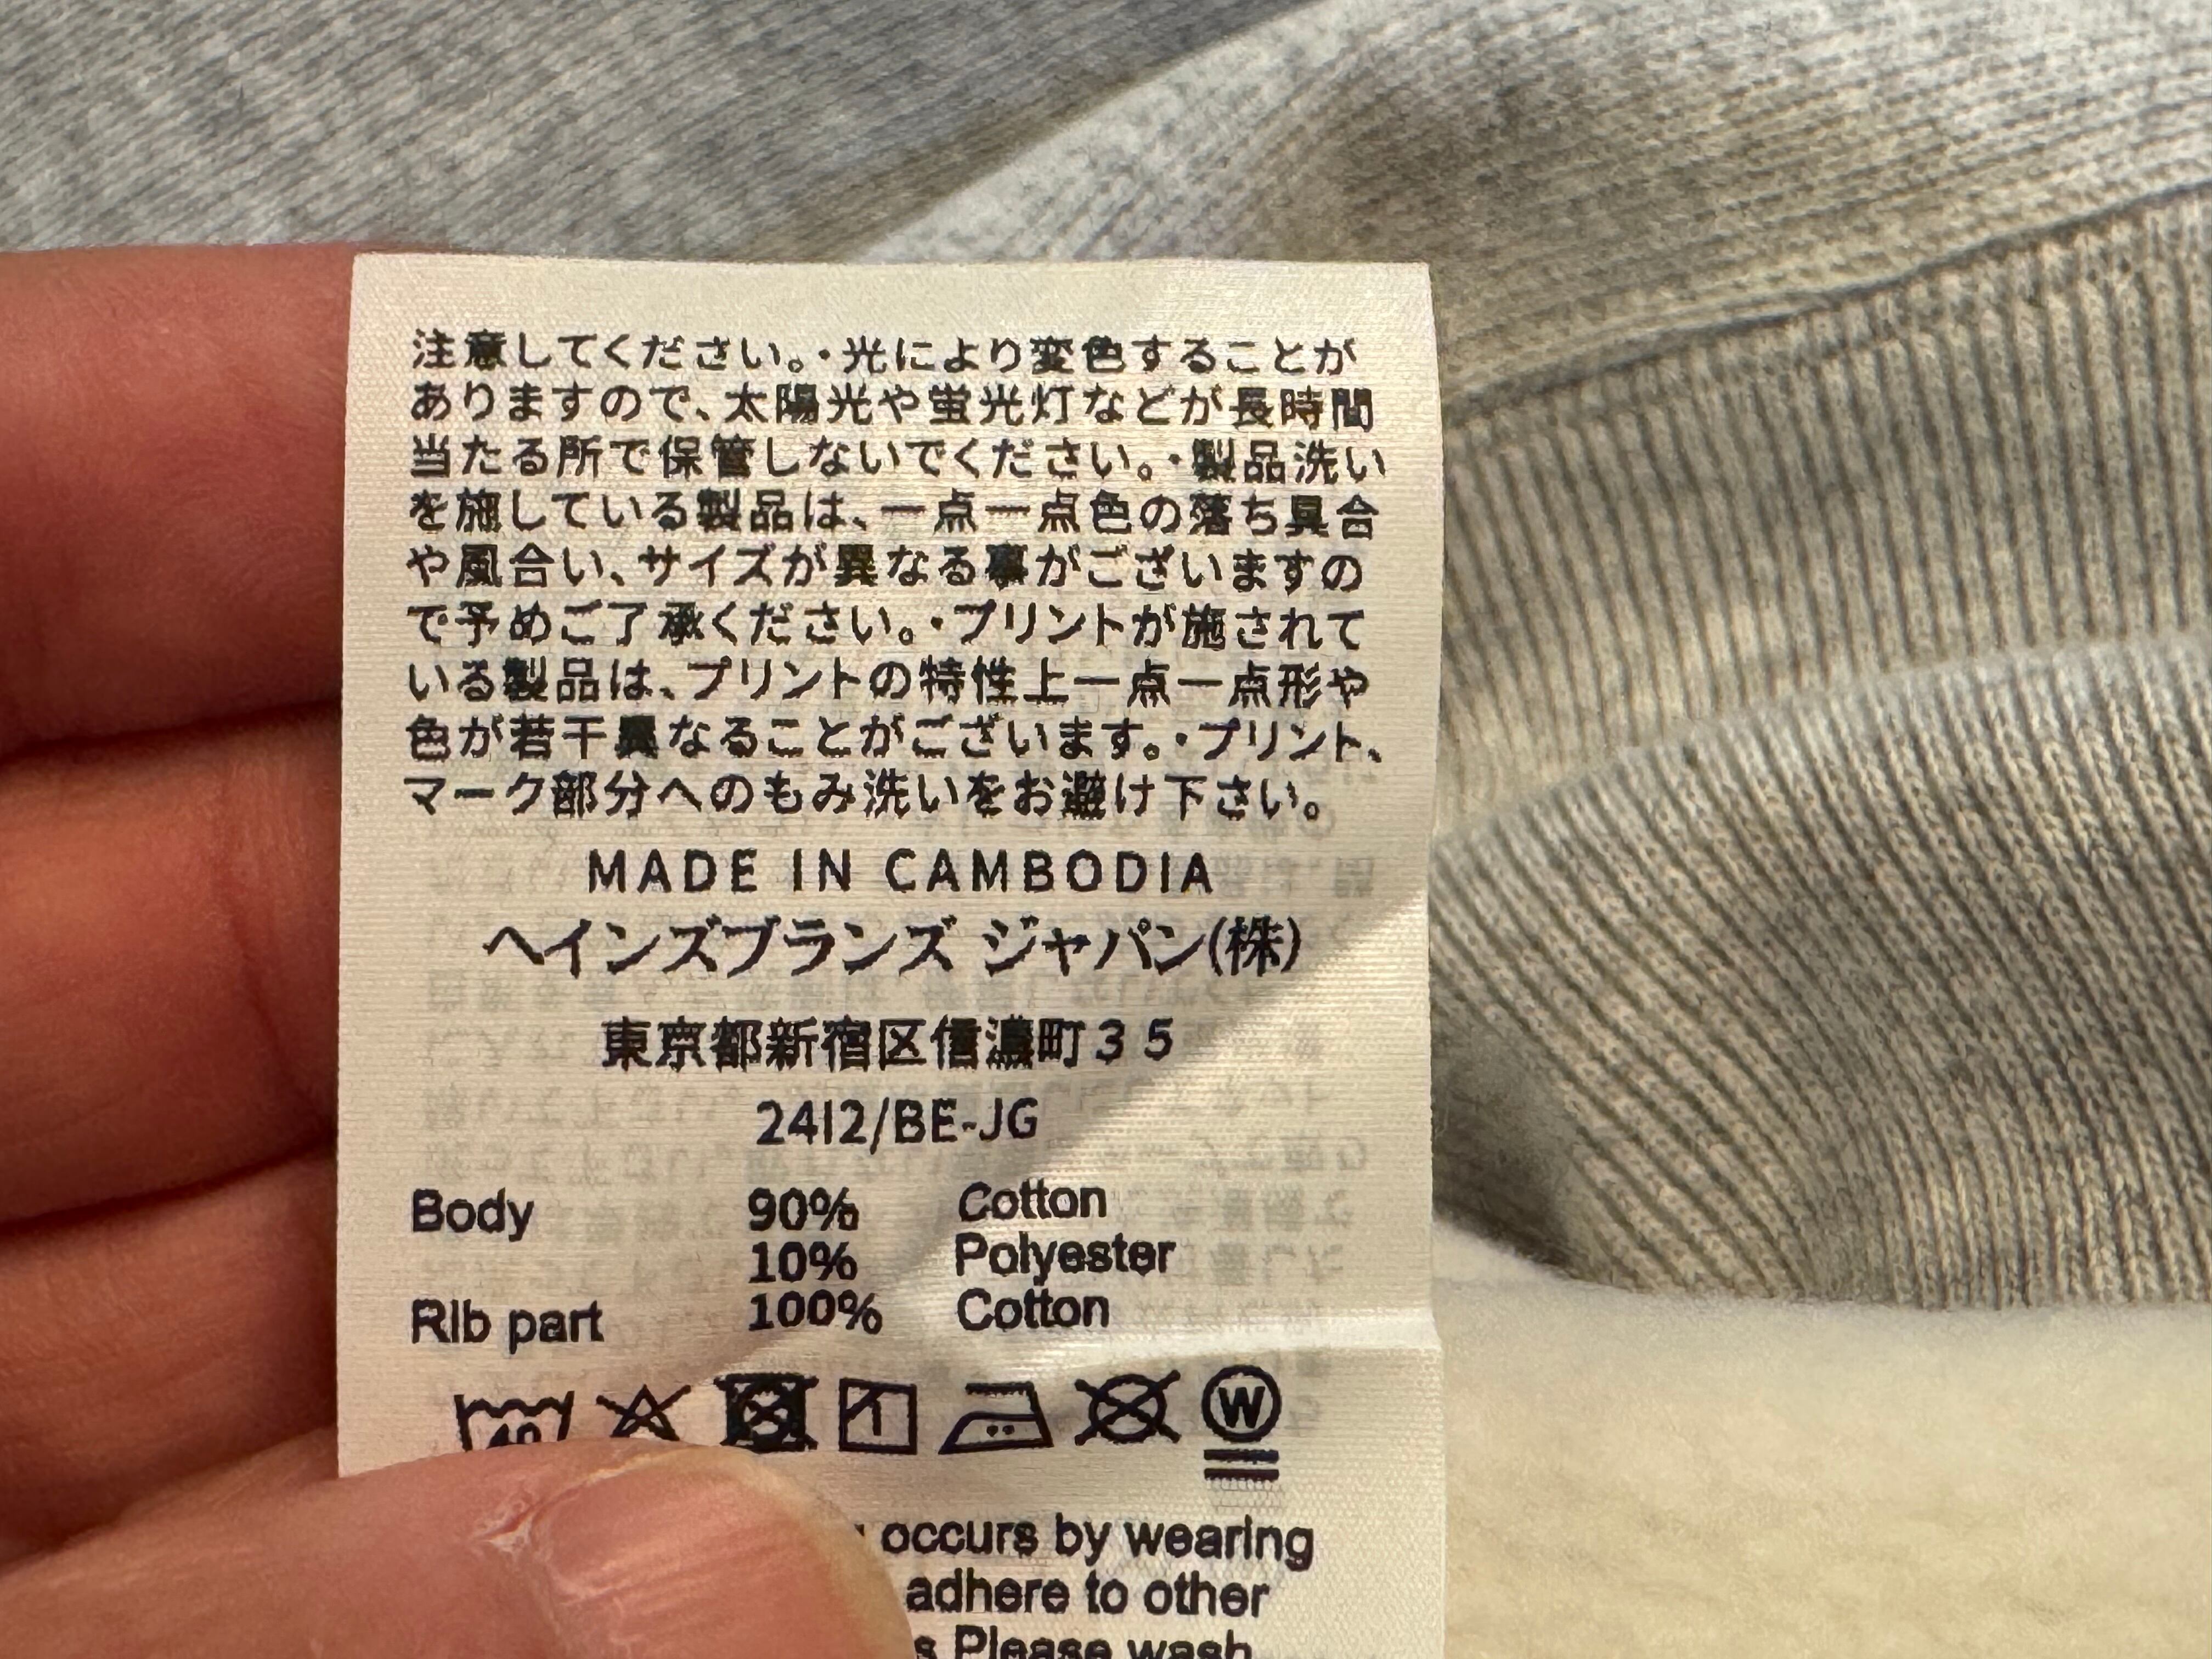 注意してください。・光により変色することが
ありますので、太陽光や蛍光灯などが長時間
当たる所で保管しないでください。・製品洗い
を施している製品は、一点一点色の落ち具合
や風合い、サイズが異なる事がございますの
で予めご了承ください。・プリントが施されて
いる製品は、プリントの特性上一点一点形や
色が若干異なることがございます。・プリント、
マーク部分へのもみ洗いをお避け下さい。
MADE IN CAMBODIA
ヘインズブランズ ジャパン(株)
東京都新宿区信濃町３５
2412/BE-JG
Body 90% Cotton
10% Polyester
Rib part 100% Cotton
40 W
occurs by wearing
adhere to other
Please wash